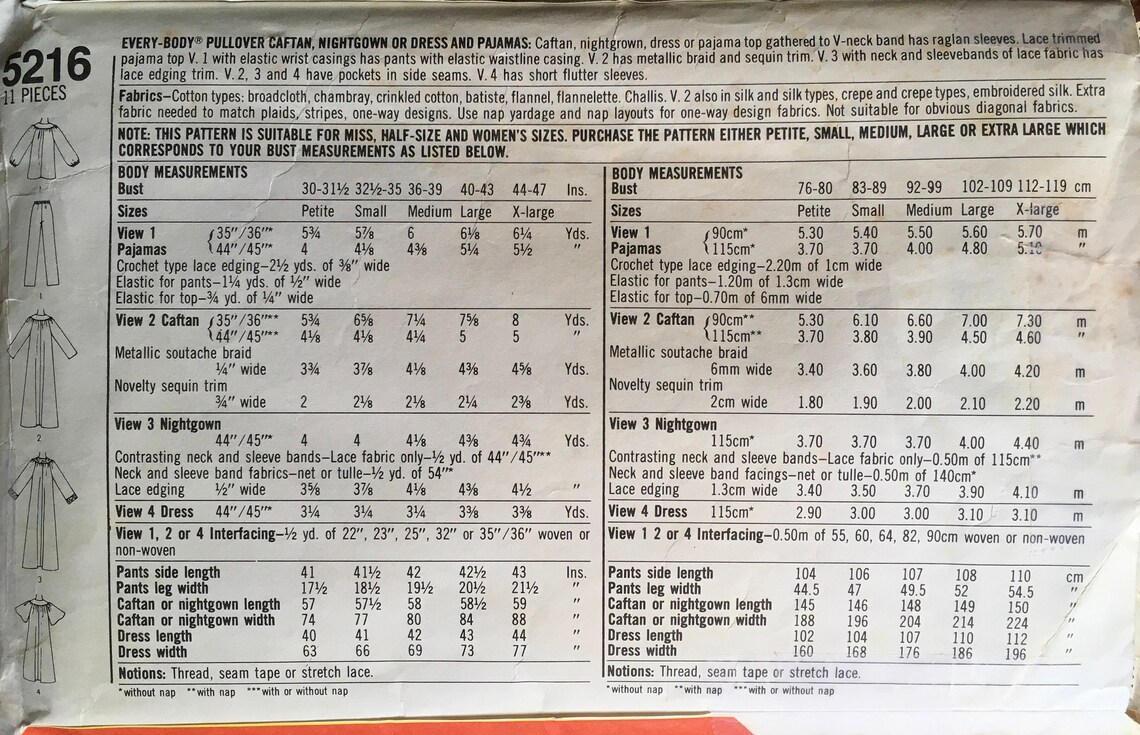 5216
11 PIECES
EVERY-BODY® PULLOVER CAFTAN, NIGHTGOWN OR DRESS AND PAJAMAS: Caftan, nightgrown, dress or pajama top gathered to V-neck band has raglan sleeves. Lace trimmed
pajama top V. 1 with elastic wrist casings has pants with elastic waistline casing. V. 2 has metallic braid and sequin trim. V. 3 with neck and sleevebands of lace fabric has
lace edging trim. V. 2, 3 and 4 have pockets in side seams. V. 4 has short flutter sleeves.
Fabrics–Cotton types: broadcloth, chambray, crinkled cotton, batiste, flannel, flannelette. Challis. V. 2 also in silk and silk types, crepe and crepe types, embroidered silk. Extra
fabric needed to match plaids, stripes, one-way designs. Use nap yardage and nap layouts for one-way design fabrics. Not suitable for obvious diagonal fabrics.
NOTE: THIS PATTERN IS SUITABLE FOR MISS, HALF-SIZE AND WOMEN'S SIZES. PURCHASE THE PATTERN EITHER PETITE, SMALL, MEDIUM, LARGE OR EXTRA LARGE WHICH
CORRESPONDS TO YOUR BUST MEASUREMENTS AS LISTED BELOW.
BODY MEASUREMENTS
Bust 30-31½ 32½-35 36-39 40-43 44-47 Ins.
Sizes Petite Small Medium Large X-large
View 1 35"/36"* 5¾ 5⅞ 6 6⅛ 6¼ Yds.
Pajamas 44"/45"* 4 4⅛ 4⅜ 5¼ 5½ "
Crochet type lace edging–2½ yds. of ⅜" wide
Elastic for pants–1¼ yds. of ½" wide
Elastic for top–¾ yd. of ¼" wide
View 2 Caftan 35"/36"** 5¾ 6⅝ 7¼ 7⅝ 8 Yds.
44"/45"** 4⅛ 4⅛ 4¼ 5 5 "
Metallic soutache braid
¼" wide 3¾ 3⅞ 4⅛ 4⅜ 4⅝ Yds.
Novelty sequin trim
¾" wide 2 2⅛ 2⅛ 2¼ 2⅜ Yds.
View 3 Nightgown
44"/45"* 4 4 4⅛ 4⅜ 4¾ Yds.
Contrasting neck and sleeve bands–Lace fabric only–½ yd. of 44"/45"**
Neck and sleeve band fabrics–net or tulle–½ yd. of 54"*
Lace edging ½" wide 3⅝ 3⅞ 4⅛ 4⅜ 4½ "
View 4 Dress 44"/45"* 3¼ 3¼ 3¼ 3⅜ 3⅜ Yds.
View 1, 2 or 4 Interfacing–½ yd. of 22", 23", 25", 32" or 35"/36" woven or
non-woven
Pants side length 41 41½ 42 42½ 43 Ins.
Pants leg width 17½ 18½ 19½ 20½ 21½ "
Caftan or nightgown length 57 57½ 58 58½ 59 "
Caftan or nightgown width 74 77 80 84 88 "
Dress length 40 41 42 43 44 "
Dress width 63 66 69 73 77 "
Notions: Thread, seam tape or stretch lace.
*without nap **with nap ***with or without nap
BODY MEASUREMENTS
Bust 76-80 83-89 92-99 102-109 112-119 cm
Sizes Petite Small Medium Large X-large
View 1 90cm* 5.30 5.40 5.50 5.60 5.70 m
Pajamas 115cm* 3.70 3.70 4.00 4.80 5.10 "
Crochet type lace edging–2.20m of 1cm wide
Elastic for pants–1.20m of 1.3cm wide
Elastic for top–0.70m of 6mm wide
View 2 Caftan 90cm** 5.30 6.10 6.60 7.00 7.30 m
115cm** 3.70 3.80 3.90 4.50 4.60 "
Metallic soutache braid
6mm wide 3.40 3.60 3.80 4.00 4.20 m
Novelty sequin trim
2cm wide 1.80 1.90 2.00 2.10 2.20 m
View 3 Nightgown
115cm* 3.70 3.70 3.70 4.00 4.40 m
Contrasting neck and sleeve bands–Lace fabric only–0.50m of 115cm**
Neck and sleeve band facings–net or tulle–0.50m of 140cm*
Lace edging 1.3cm wide 3.40 3.50 3.70 3.90 4.10 m
View 4 Dress 115cm* 2.90 3.00 3.00 3.10 3.10 m
View 1 2 or 4 Interfacing–0.50m of 55, 60, 64, 82, 90cm woven or non-woven
Pants side length 104 106 107 108 110 cm
Pants leg width 44.5 47 49.5 52 54.5 "
Caftan or nightgown length 145 146 148 149 150 "
Caftan or nightgown width 188 196 204 214 224 "
Dress length 102 104 107 110 112 "
Dress width 160 168 176 186 196 "
Notions: Thread, seam tape or stretch lace.
*without nap **with nap ***with or without nap
1
1
2
3
4